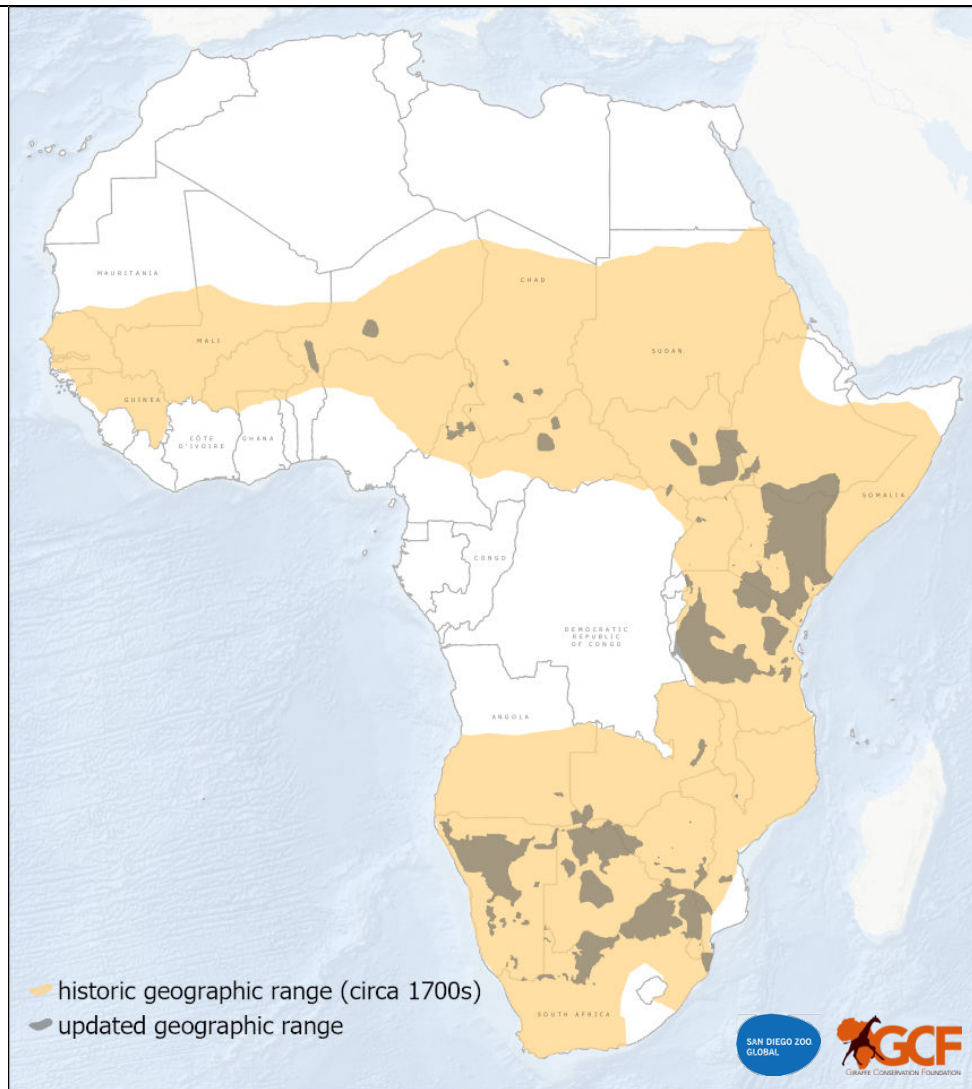 MAURITANIA
CHAD
MALI
SUDAN
GUINEA
CÔTE
D'IVOIRE
GHANA
SOMALIA
CONGO
DEMOCRATIC
REPUBLIC
OF CONGO
ANGOLA
historic geographic range (circa 1700s)
updated geographic range
SOUTH AFRICA
SAN DIEGO ZOO
GLOBAL
GCF
GIRAFFE CONSERVATION FOUNDATION